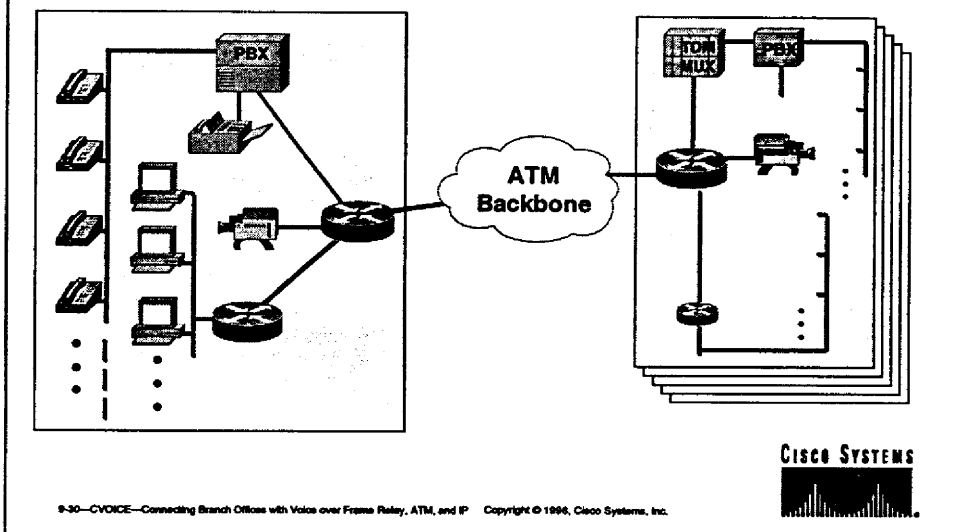 PBX
TDM
MUX
PBX
ATM
Backbone
CISCO SYSTEMS
9-30—CVOICE—Connecting Branch Offices with Voice over Frame Relay, ATM, and IP Copyright © 1998, Cisco Systems, Inc.